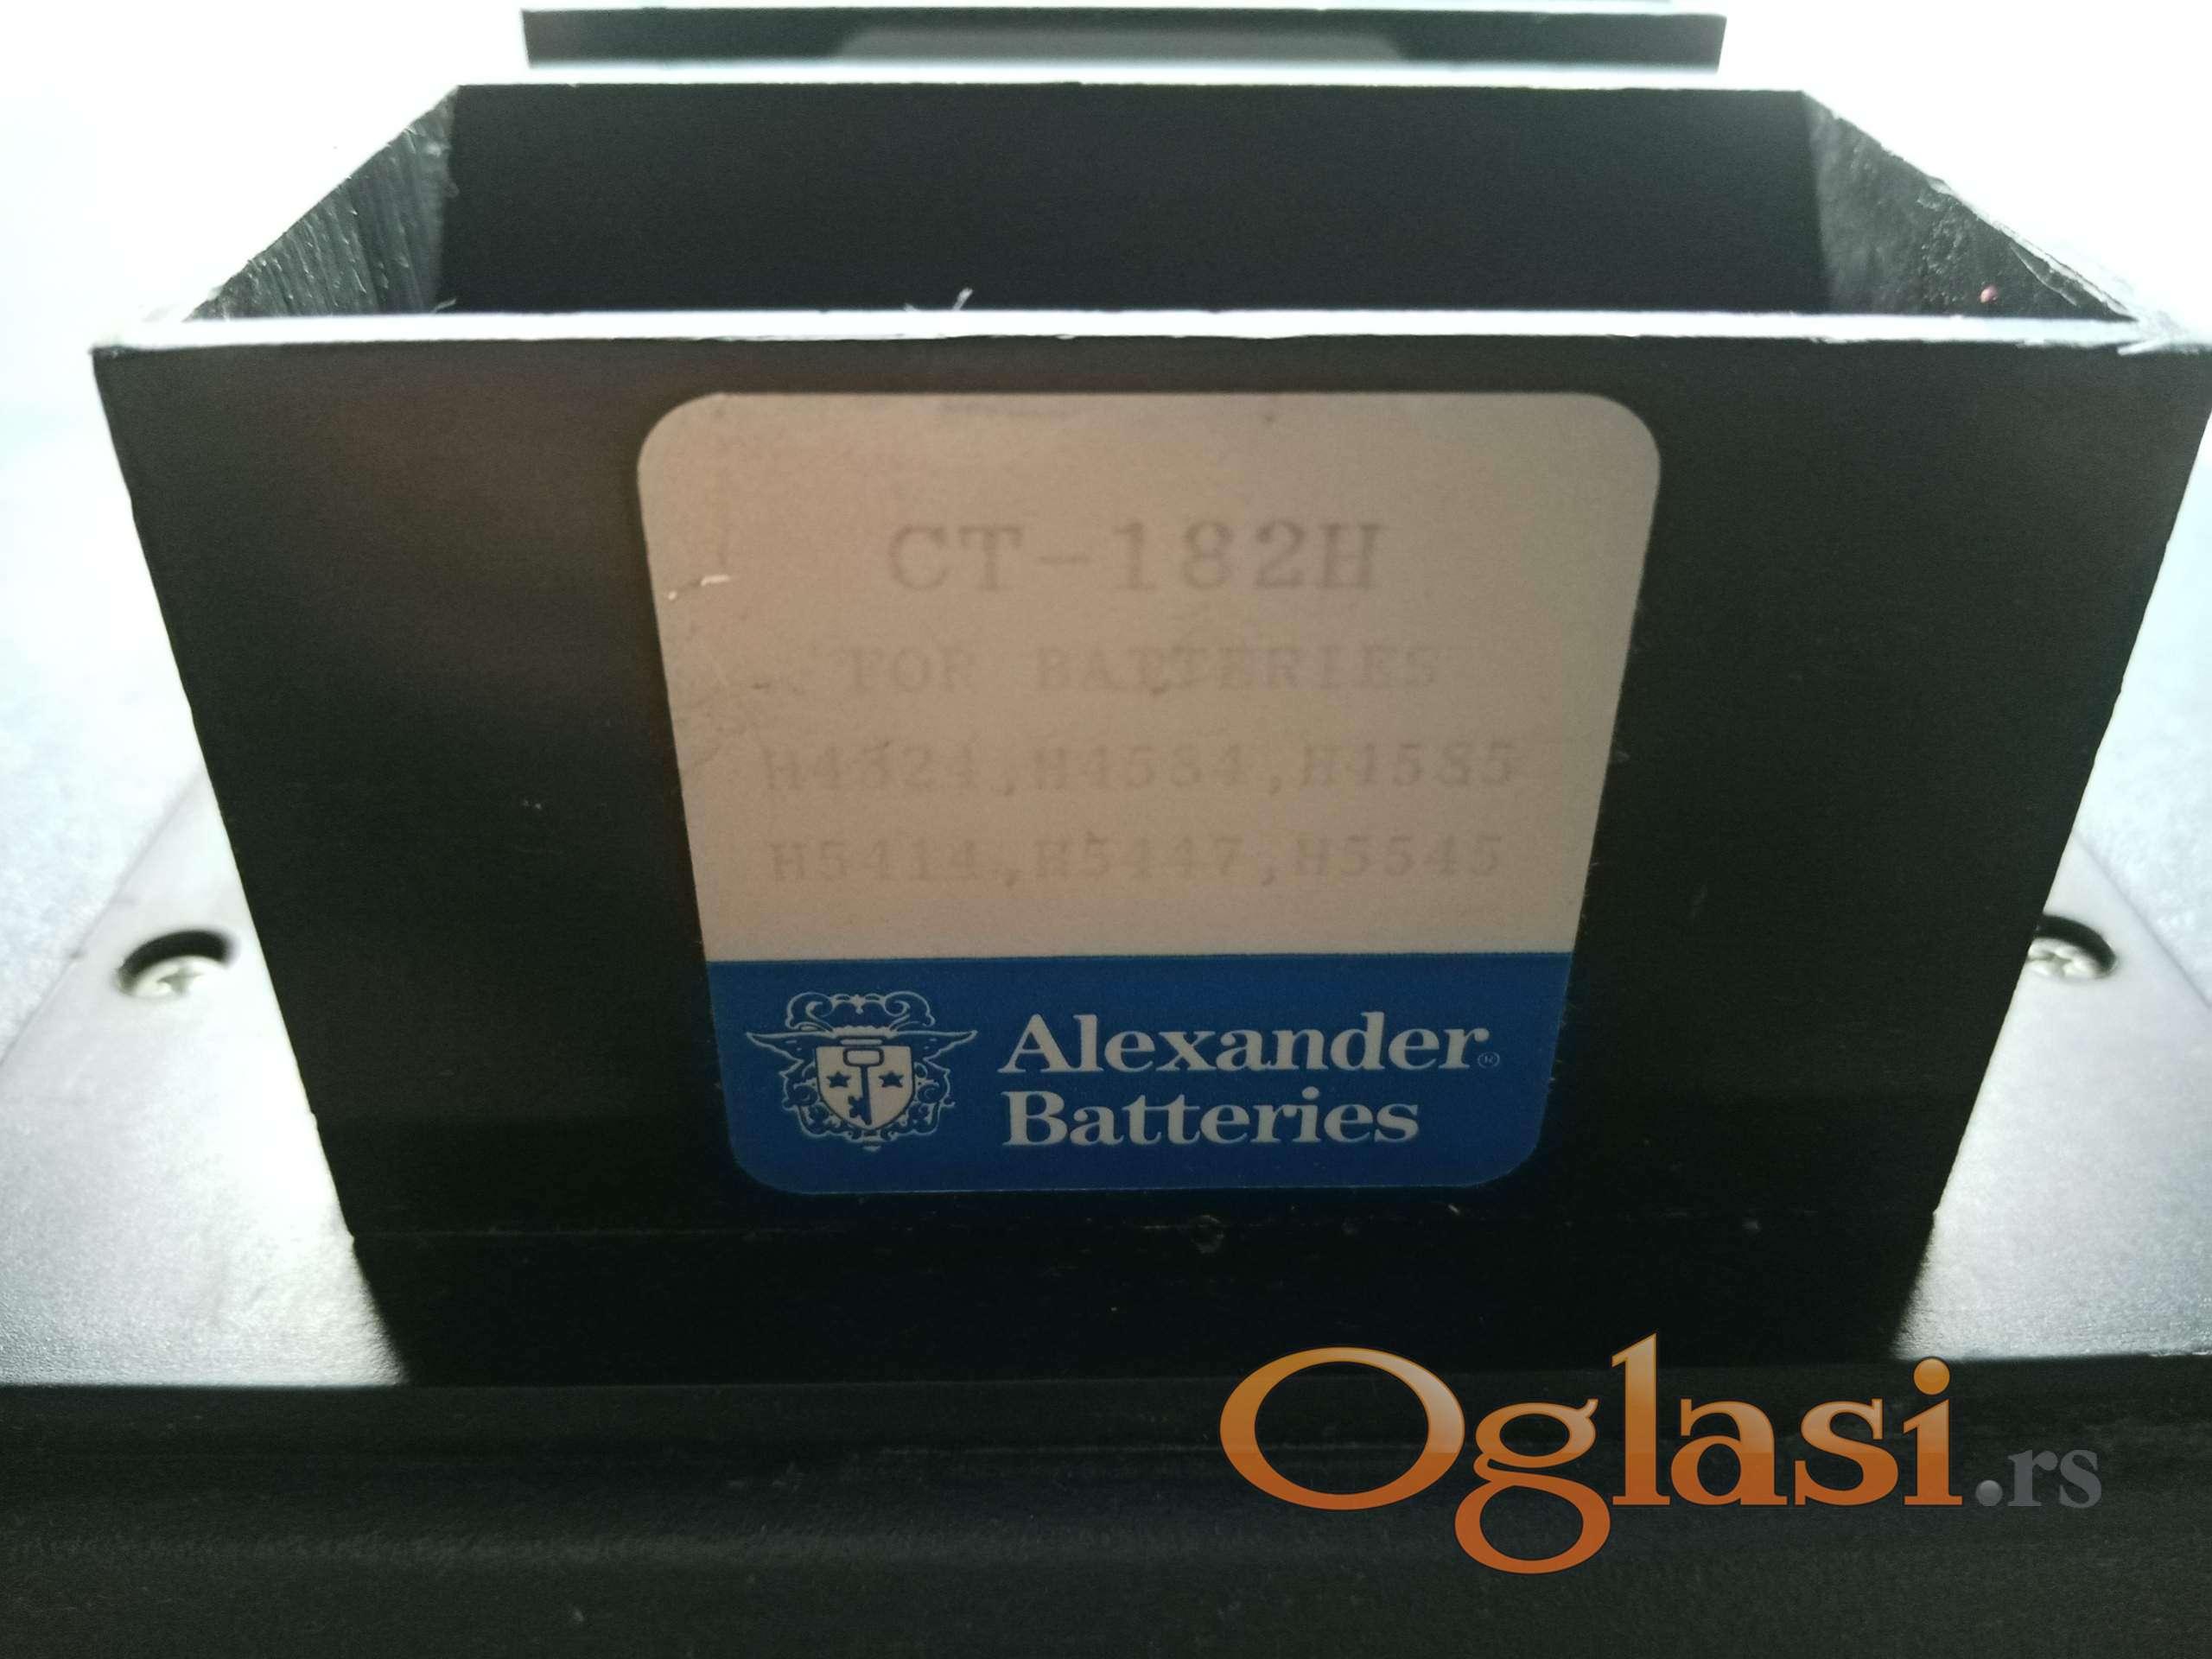 CT-182H
FOR BATTERIES
H4324,H4534,H4585
H5414,H5447,H5545
Alexander®
Batteries
Oglasi.rs